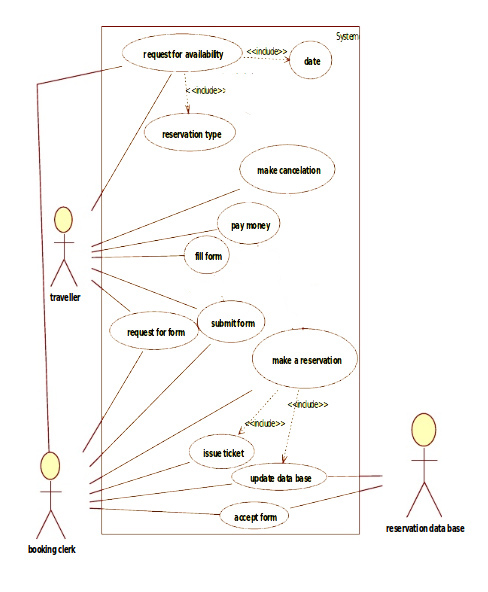 System
request for availability
<<include>>
date
<<include>>
reservation type
make cancelation
pay money
fill form
traveller
submit form
request for form
make a reservation
<<include>>
<<include>>
issue ticket
update data base
accept form
reservation data base
booking clerk